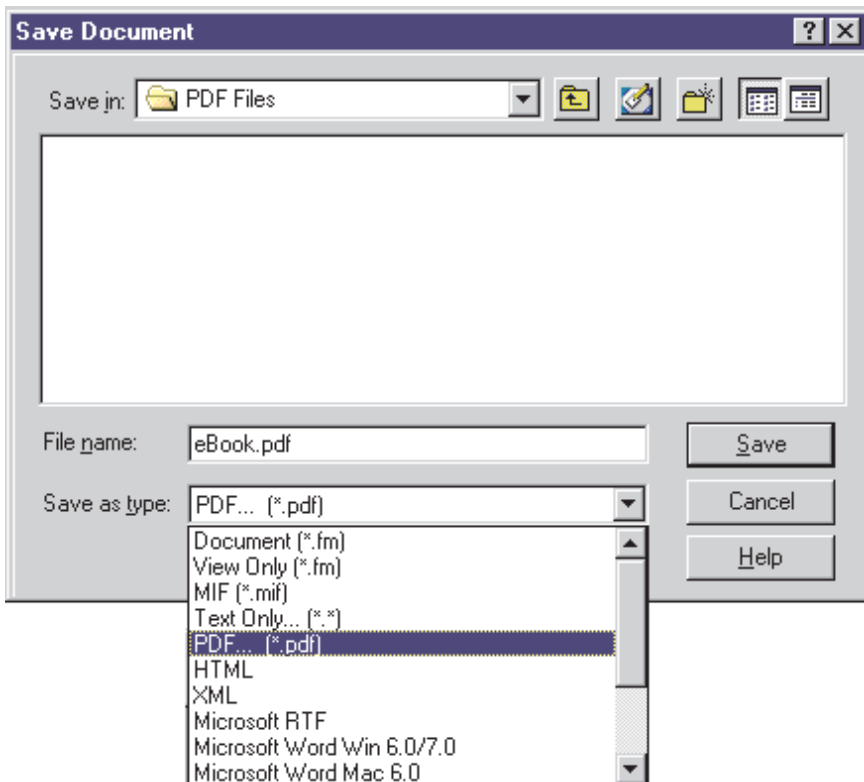 Save Document
Save in: PDF Files
File name: eBook.pdf Save
Save as type: PDF... (*.pdf) Cancel
Document (*.fm)
View Only (*.fm) Help
MIF (*.mif)
Text Only... (*.*)
PDF... (*.pdf)
HTML
XML
Microsoft RTF
Microsoft Word Win 6.0/7.0
Microsoft Word Mac 6.0